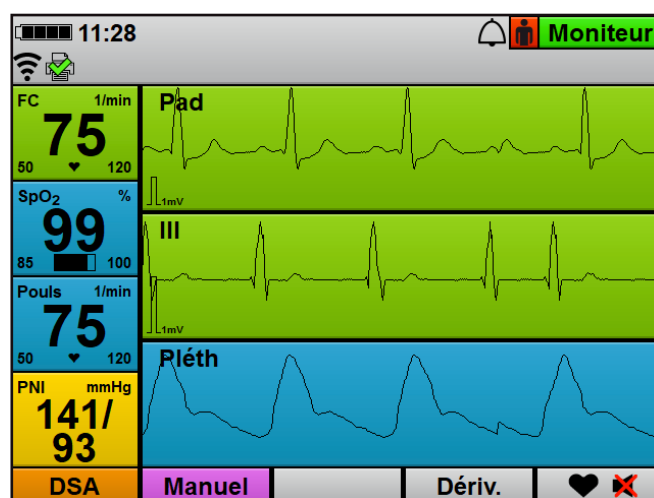 11:28 Moniteur
FC 1/min
75
50 120
SpO2 %
99
85 100
Pouls 1/min
75
50 120
PNI mmHg
141/
93
Pad
1mV
III
1mV
Pléth
DSA Manuel Dériv.